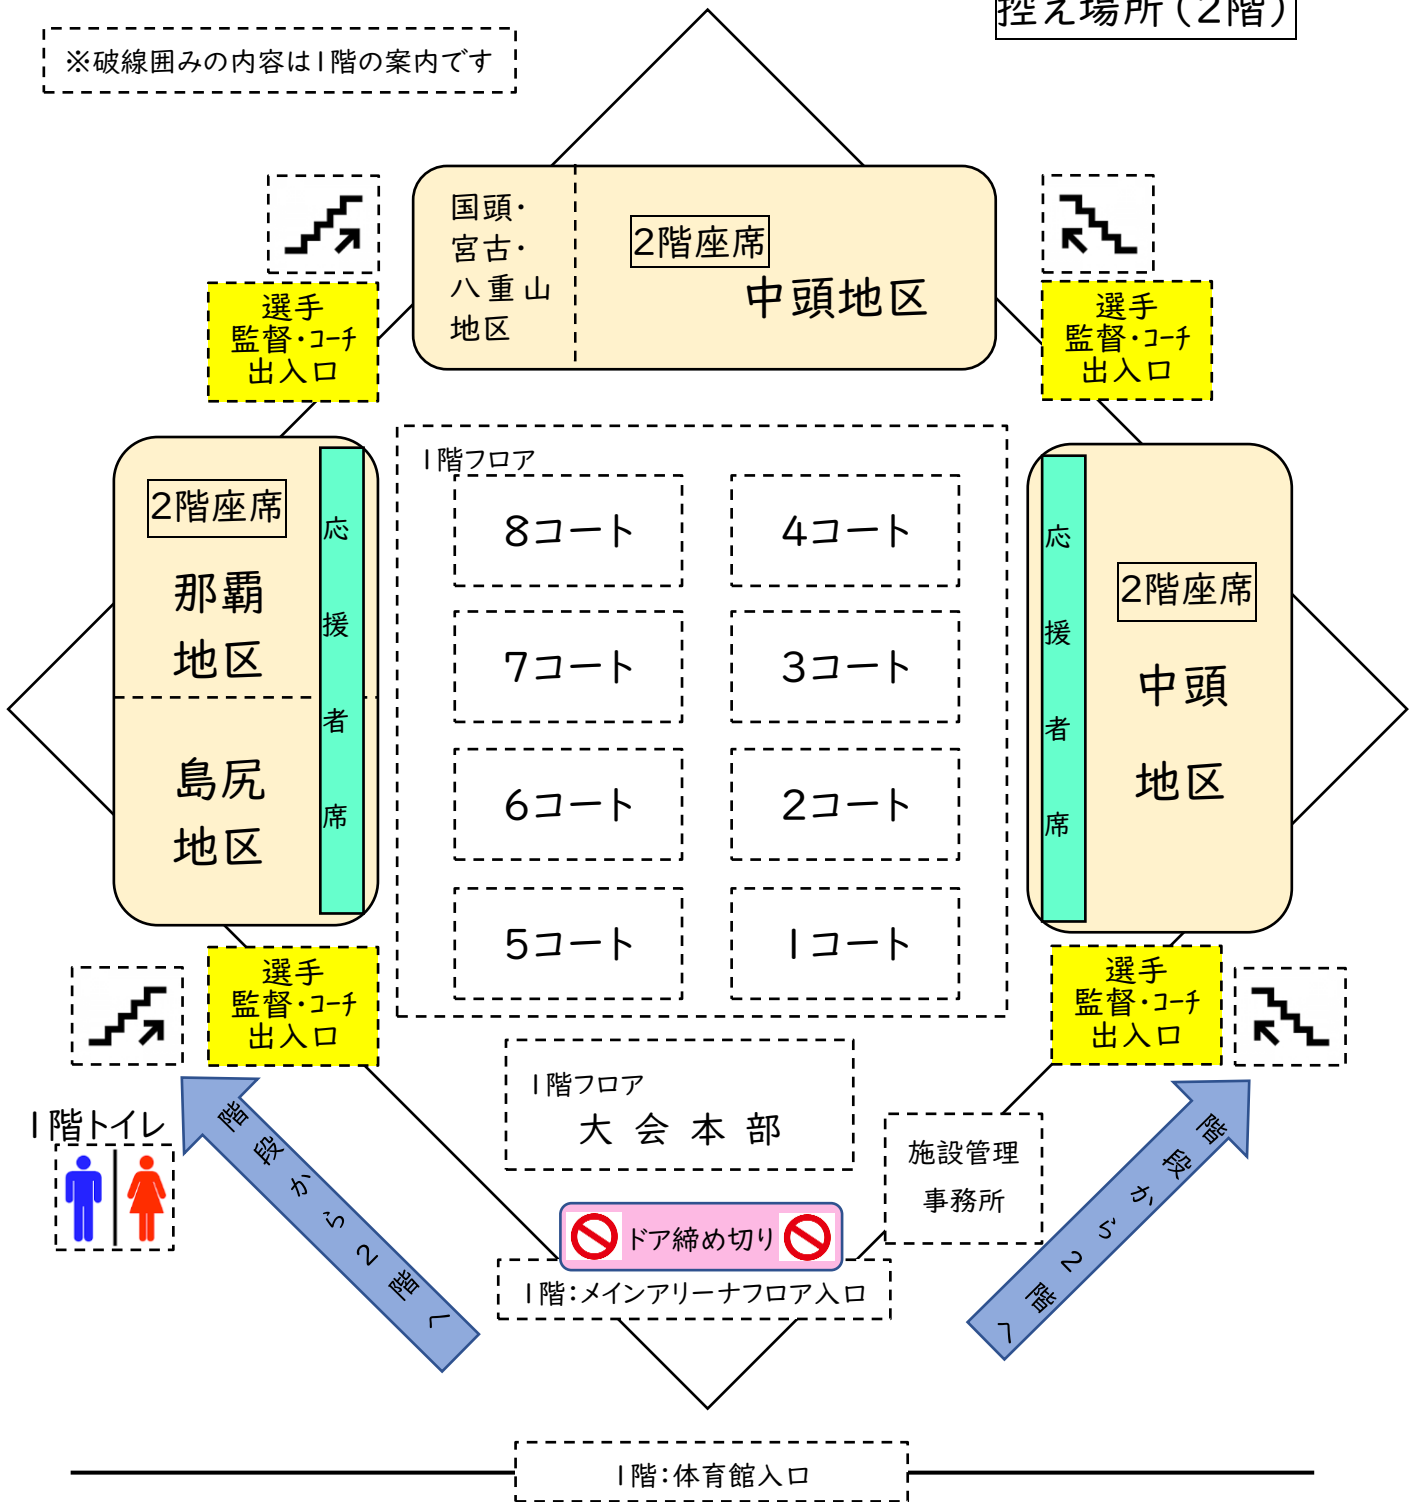 控え場所(2階)
※破線囲みの内容は1階の案内です
国頭・
宮古・
八重山
地区
2階座席
中頭地区
選手
監督・コーチ
出入口
選手
監督・コーチ
出入口
2階座席
那覇
地区
島尻
地区
応援者席
1階フロア
8コート
4コート
7コート
3コート
6コート
2コート
5コート
1コート
応援者席
2階座席
中頭
地区
選手
監督・コーチ
出入口
選手
監督・コーチ
出入口
1階トイレ
階段から2階へ
1階フロア
大会本部
施設管理
事務所
階段から2階へ
ドア締め切り
1階:メインアリーナフロア入口
1階:体育館入口